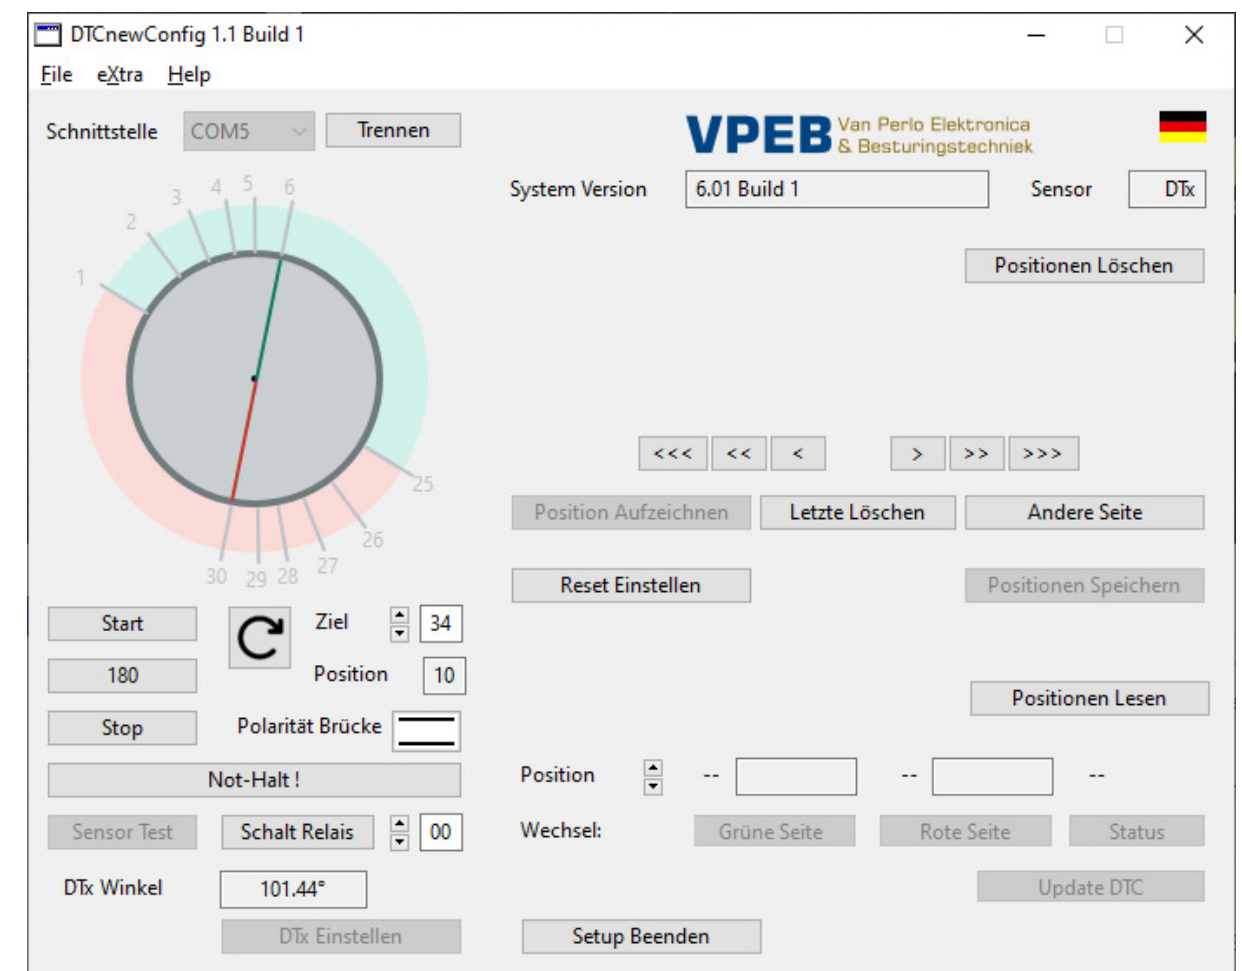 DTCnewConfig 1.1 Build 1
File eXtra Help
Schnittstelle COM5 Trennen
VPEB Van Perlo Elektronica
& Besturingstechniek
System Version 6.01 Build 1 Sensor DTx
1 2 3 4 5 6
Positionen Löschen
<<< << < > >> >>>
25
26
27
28
29
30
Position Aufzeichnen Letzte Löschen Andere Seite
Reset Einstellen Positionen Speichern
Start Ziel 34
180 Position 10
Positionen Lesen
Stop Polarität Brücke
Not-Halt !
Position -- -- --
Sensor Test Schalt Relais 00
Wechsel: Grüne Seite Rote Seite Status
DTx Winkel 101.44°
Update DTC
DTx Einstellen Setup Beenden